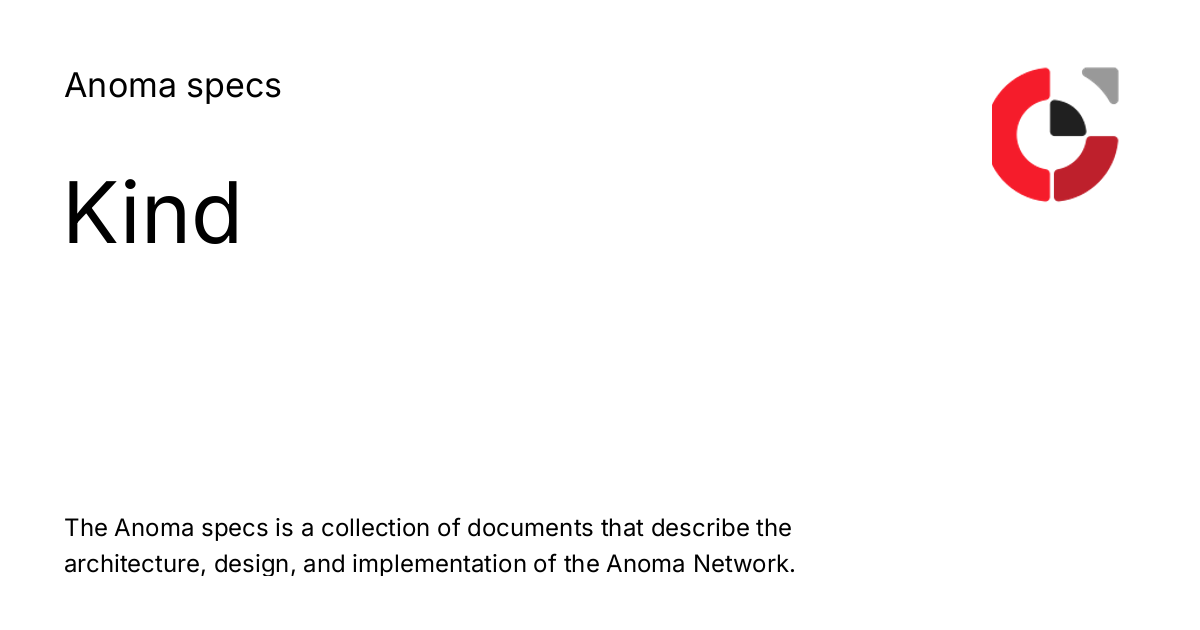 Anoma specs
Kind
The Anoma specs is a collection of documents that describe the
architecture, design, and implementation of the Anoma Network.